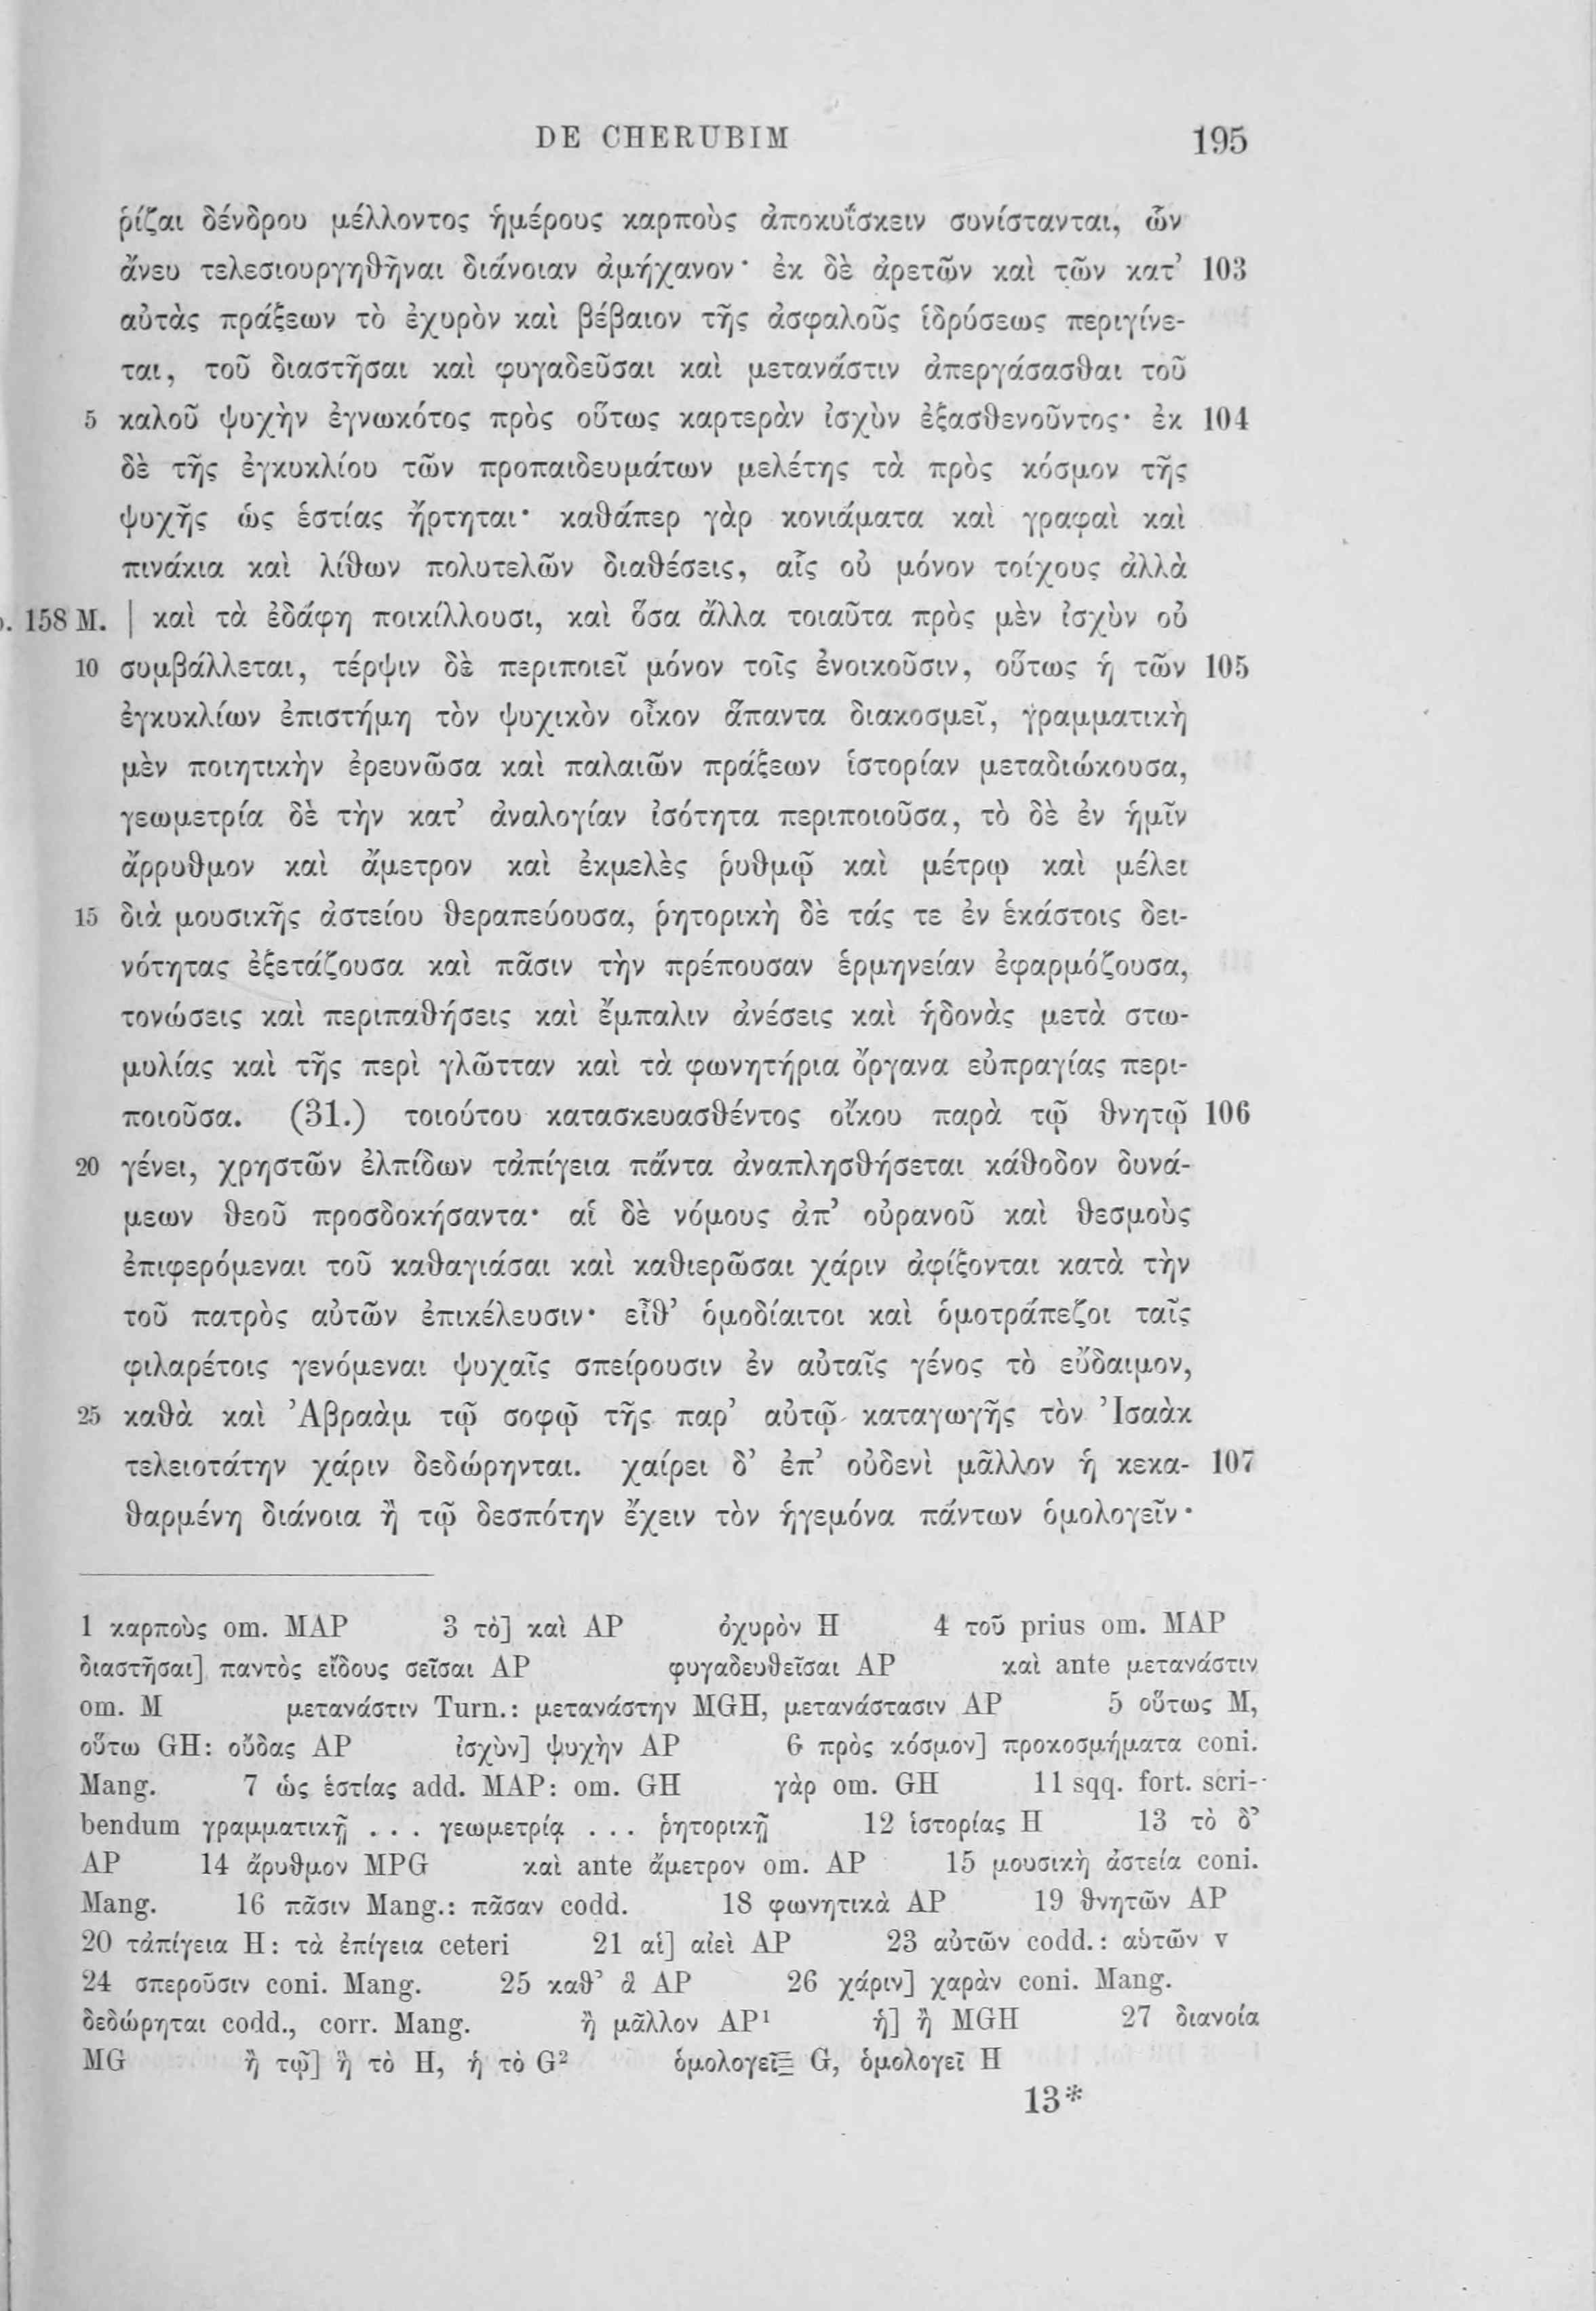 DE CHERUBIM 195
ῥίζαι δένδρου μέλλοντος ἡμέρους καρποὺς ἀποκυΐσκειν συνίστανται, ὧν
ἄνευ τελεσιουργηθῆναι διάνοιαν ἀμήχανον· ἐκ δὲ ἀρετῶν καὶ τῶν κατ’ 103
αὐτὰς πράξεων τὸ ἐχυρὸν καὶ βέβαιον τῆς ἀσφαλοῦς ἱδρύσεως περιγίνε-
ται, τοῦ διαστῆσαι καὶ φυγαδεῦσαι καὶ μετανάστιν ἀπεργάσασθαι τοῦ
5 καλοῦ ψυχὴν ἐγνωκότος πρὸς οὕτως καρτερὰν ἰσχὺν ἐξασθενοῦντος· ἐκ 104
δὲ τῆς ἐγκυκλίου τῶν προπαιδευμάτων μελέτης τὰ πρὸς κόσμον τῆς
ψυχῆς ὡς ἑστίας ἤρτηται· καθάπερ γὰρ κονιάματα καὶ γραφαὶ καὶ
πινάκια καὶ λίθων πολυτελῶν διαθέσεις, αἷς οὐ μόνον τοίχους ἀλλὰ
p. 158 M. | καὶ τὰ ἐδάφη ποικίλλουσι, καὶ ὅσα ἄλλα τοιαῦτα πρὸς μὲν ἰσχὺν οὐ
10 συμβάλλεται, τέρψιν δὲ περιποιεῖ μόνον τοῖς ἐνοικοῦσιν, οὕτως ἡ τῶν 105
ἐγκυκλίων ἐπιστήμη τὸν ψυχικὸν οἶκον ἅπαντα διακοσμεῖ, γραμματικὴ
μὲν ποιητικὴν ἐρευνῶσα καὶ παλαιῶν πράξεων ἱστορίαν μεταδιώκουσα,
γεωμετρία δὲ τὴν κατ’ ἀναλογίαν ἰσότητα περιποιοῦσα, τὸ δὲ ἐν ἡμῖν
ἄρρυθμον καὶ ἄμετρον καὶ ἐκμελὲς ῥυθμῷ καὶ μέτρῳ καὶ μέλει
15 διὰ μουσικῆς ἀστείου θεραπεύουσα, ῥητορικὴ δὲ τάς τε ἐν ἑκάστοις δει-
νότητας ἐξετάζουσα καὶ πᾶσιν τὴν πρέπουσαν ἑρμηνείαν ἐφαρμόζουσα,
τονώσεις καὶ περιπαθήσεις καὶ ἔμπαλιν ἀνέσεις καὶ ἡδονὰς μετὰ στω-
μυλίας καὶ τῆς περὶ γλῶτταν καὶ τὰ φωνητήρια ὄργανα εὐπραγίας περι-
ποιοῦσα. (31.) τοιούτου κατασκευασθέντος οἴκου παρὰ τῷ θνητῷ 106
20 γένει, χρηστῶν ἐλπίδων τἀπίγεια πάντα ἀναπλησθήσεται κάθοδον δυνά-
μεων θεοῦ προσδοκήσαντα· αἱ δὲ νόμους ἀπ’ οὐρανοῦ καὶ θεσμοὺς
ἐπιφερόμεναι τοῦ καθαγιάσαι καὶ καθιερῶσαι χάριν ἀφίξονται κατὰ τὴν
τοῦ πατρὸς αὐτῶν ἐπικέλευσιν· εἶθ’ ὁμοδίαιτοι καὶ ὁμοτράπεζοι ταῖς
φιλαρέτοις γενόμεναι ψυχαῖς σπείρουσιν ἐν αὐταῖς γένος τὸ εὔδαιμον,
25 καθὰ καὶ Ἀβραὰμ τῷ σοφῷ τῆς παρ’ αὐτῷ καταγωγῆς τὸν Ἰσαὰκ
τελειοτάτην χάριν δεδώρηνται. χαίρει δ’ ἐπ’ οὐδενὶ μᾶλλον ἡ κεκα- 107
θαρμένη διάνοια ἢ τῷ δεσπότην ἔχειν τὸν ἡγεμόνα πάντων ὁμολογεῖν·
1 καρποὺς om. MAP 3 τὸ] καὶ AP ὀχυρὸν H 4 τοῦ prius om. MAP
διαστῆσαι] παντὸς εἴδους σεῖσαι AP φυγαδευθεῖσαι AP καὶ ante μετανάστιν
om. M μετανάστιν Turn.: μετανάστην MGH, μετανάστασιν AP 5 οὕτως M,
οὕτω GH: οὔδας AP ἰσχὺν] ψυχὴν AP 6 πρὸς κόσμον] προκοσμήματα coni.
Mang. 7 ὡς ἑστίας add. MAP: om. GH γὰρ om. GH 11 sqq. fort. scri-
bendum γραμματικῇ . . . γεωμετρίᾳ . . . ῥητορικῇ 12 ἱστορίας H 13 τὸ δ’
AP 14 ἄρυθμον MPG καὶ ante ἄμετρον om. AP 15 μουσικὴ ἀστεία coni.
Mang. 16 πᾶσιν Mang.: πᾶσαν codd. 18 φωνητικὰ AP 19 θνητῶν AP
20 τἀπίγεια H: τὰ ἐπίγεια ceteri 21 αἱ] αἰεὶ AP 23 αὐτῶν codd.: αὑτῶν v
24 σπεροῦσιν coni. Mang. 25 καθ’ ἃ AP 26 χάριν] χαρὰν coni. Mang.
δεδώρηται codd., corr. Mang. ἢ μᾶλλον AP¹ ἡ] ἢ MGH 27 διανοίᾳ
MG ἢ τῷ] ἢ τὸ H, ἡ τὸ G² ὁμολογεῖ G, ὁμολογεῖ H
13*